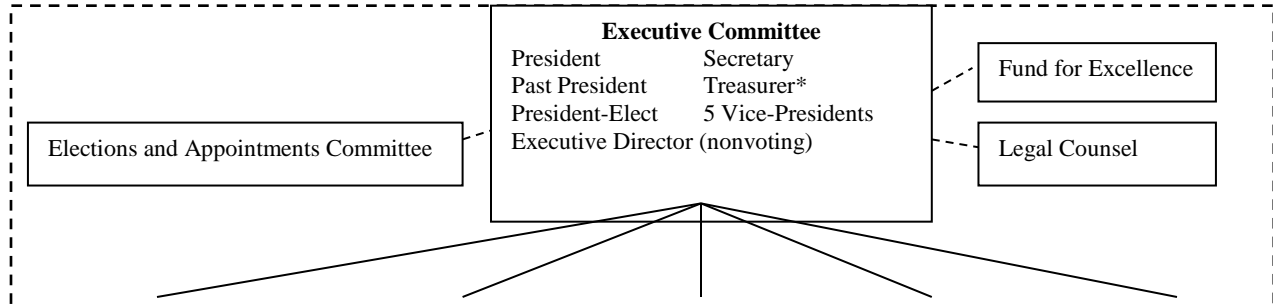 Executive Committee
President Secretary
Past President Treasurer*
President-Elect 5 Vice-Presidents
Executive Director (nonvoting)
Fund for Excellence
Elections and Appointments Committee
Legal Counsel